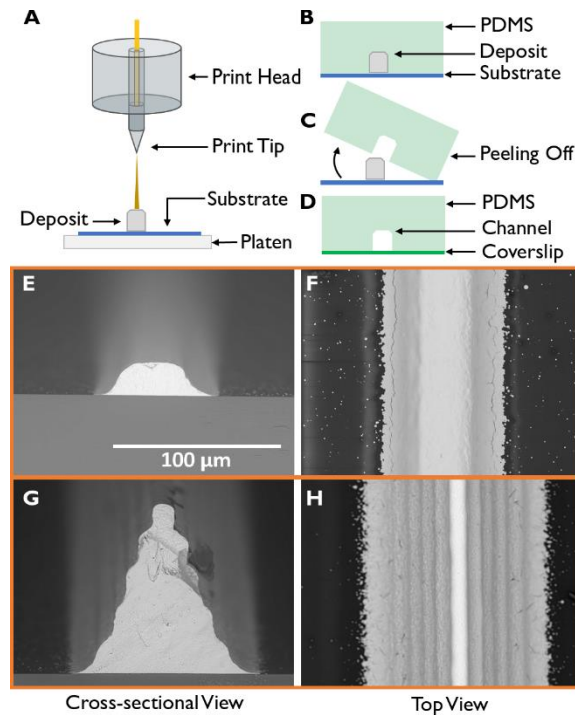 A
Print Head
Print Tip
Deposit
Substrate
Platen
B
PDMS
Deposit
Substrate
C
Peeling Off
D
PDMS
Channel
Coverslip
E
100 µm
F
G
H
Cross-sectional View
Top View